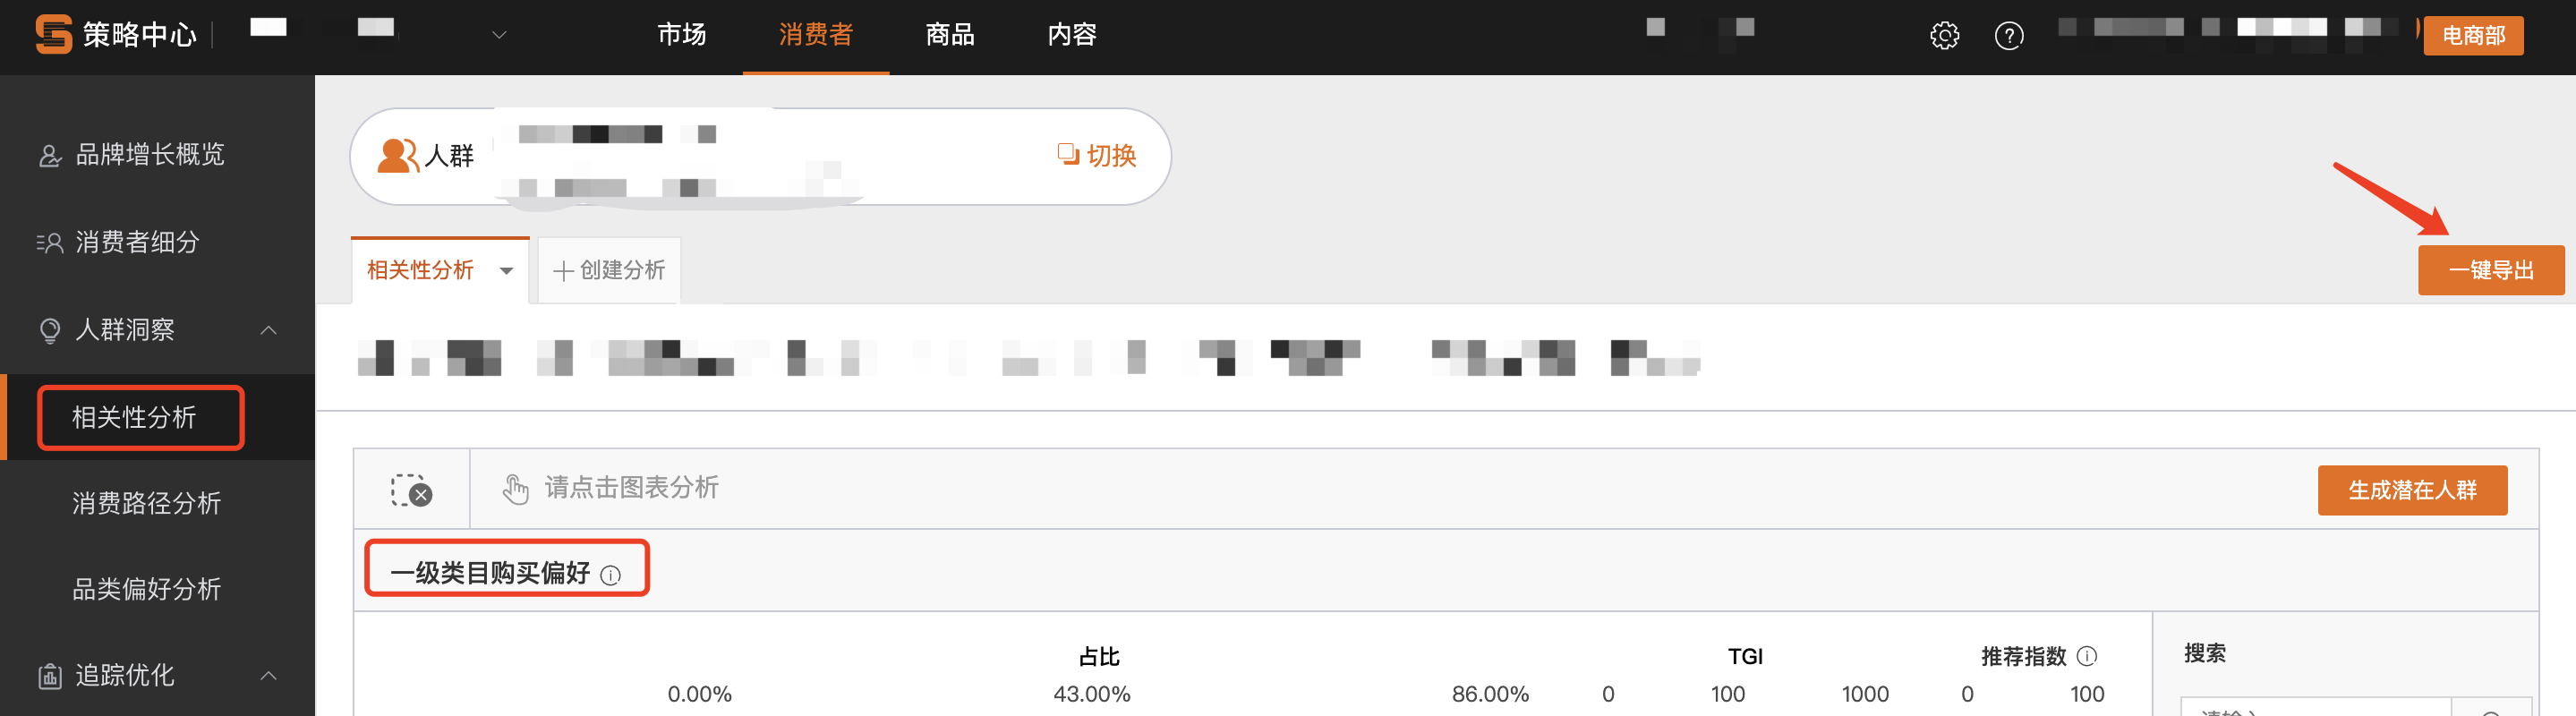 策略中心
市场 消费者 商品 内容
电商部
品牌增长概览
消费者细分
人群洞察
相关性分析
消费路径分析
品类偏好分析
追踪优化
人群
切换
相关性分析
创建分析
一键导出
请点击图表分析
生成潜在人群
一级类目购买偏好
占比 TGI 推荐指数
0.00% 43.00% 86.00% 0 100 1000 0 100
搜索